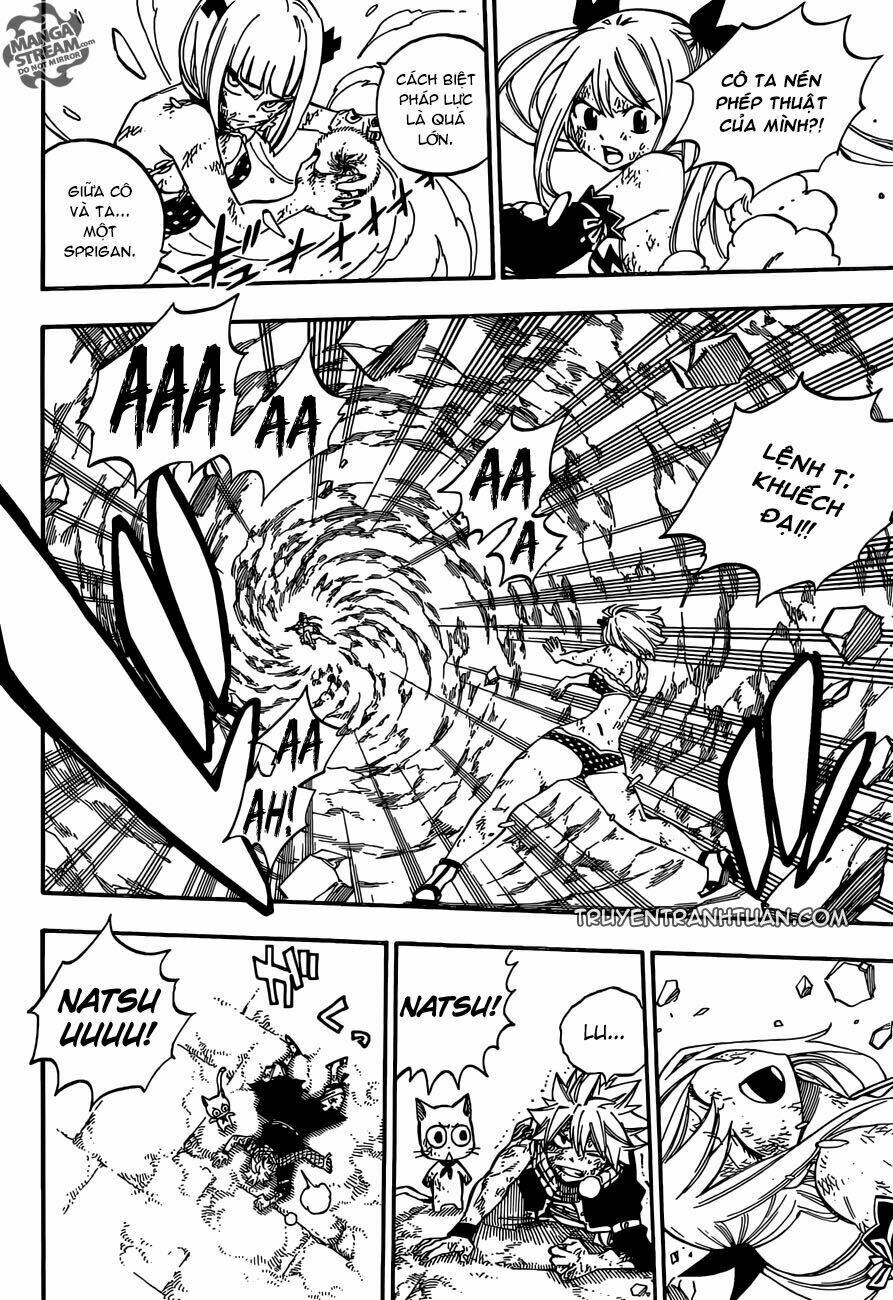 MANGA
STREAM.com
DO NOT MIRROR
CÔ TA NÉN
PHÉP THUẬT
CỦA MÌNH?!
CÁCH BIỆT
PHÁP LỰC
LÀ QUÁ
LỚN.
GIỮA CÔ
VÀ TA...
MỘT
SPRIGAN.
LỆNH T:
KHUẾCH
ĐẠI!!!
AAA
AA
AA
A
AA
AH!
TRUYENTRANHTUAN.COM
LU...
NATSU!
NATSU
UUUU!